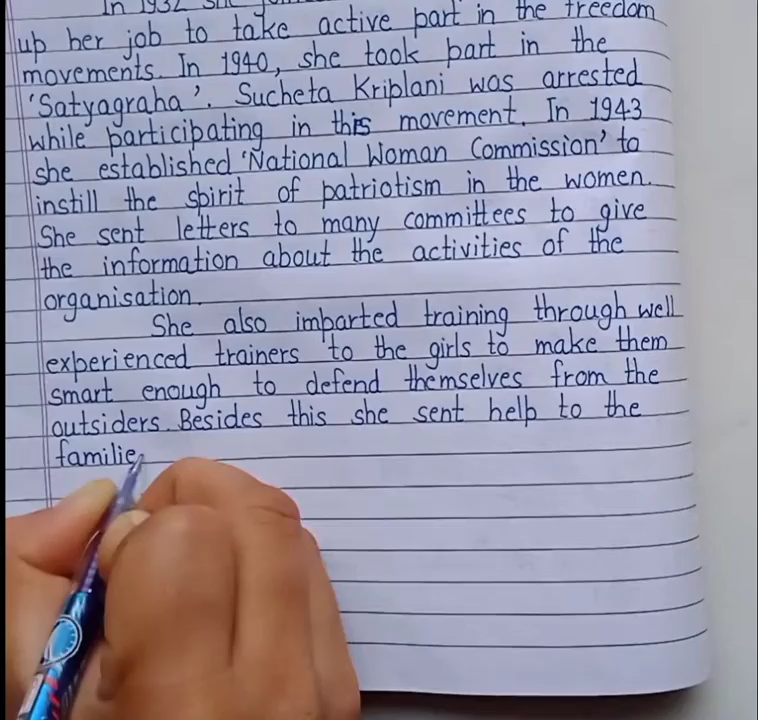 In 1932 she
up her job to take active part in the freedom
movements. In 1940, she took part in the
'Satyagraha'. Sucheta Kriplani was arrested
while participating in this movement. In 1943
she established 'National Woman Commission' to
instill the spirit of patriotism in the women.
She sent letters to many committees to give
the information about the activities of the
organisation.
She also imparted training through well
experienced trainers to the girls to make them
smart enough to defend themselves from the
outsiders. Besides this she sent help to the
familie